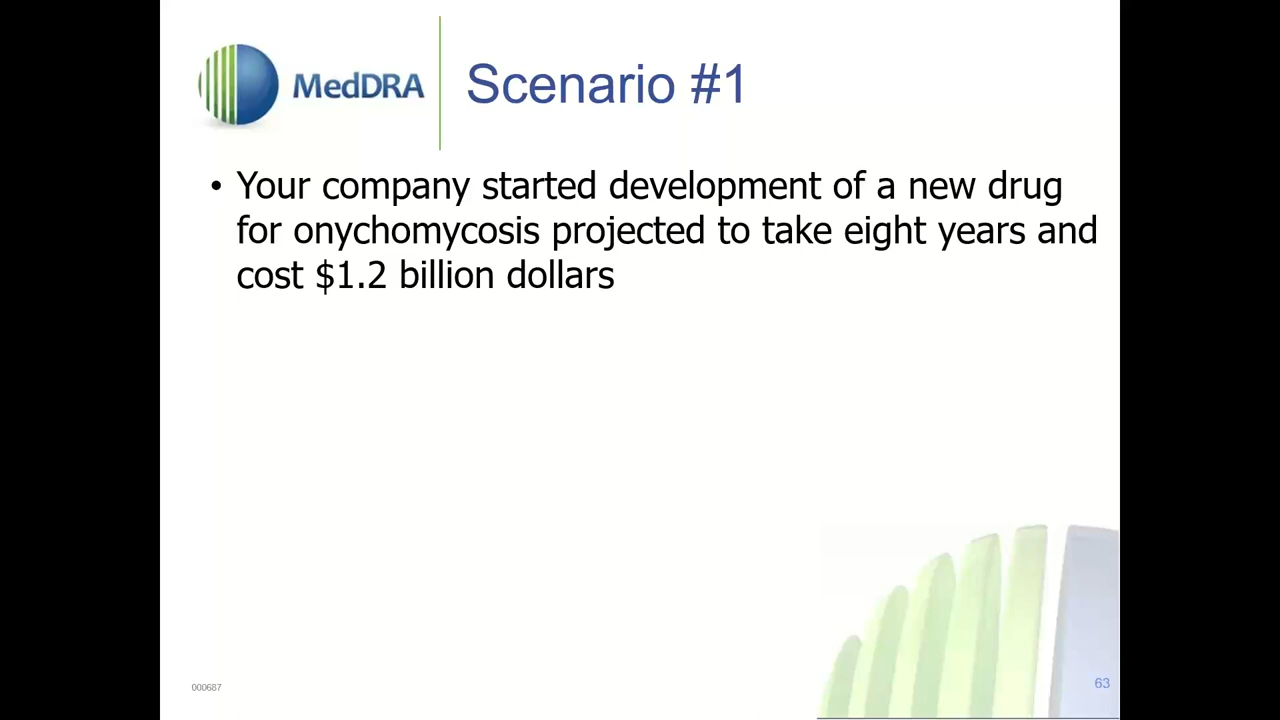 MedDRA
Scenario #1
• Your company started development of a new drug
for onychomycosis projected to take eight years and
cost $1.2 billion dollars
000687
63